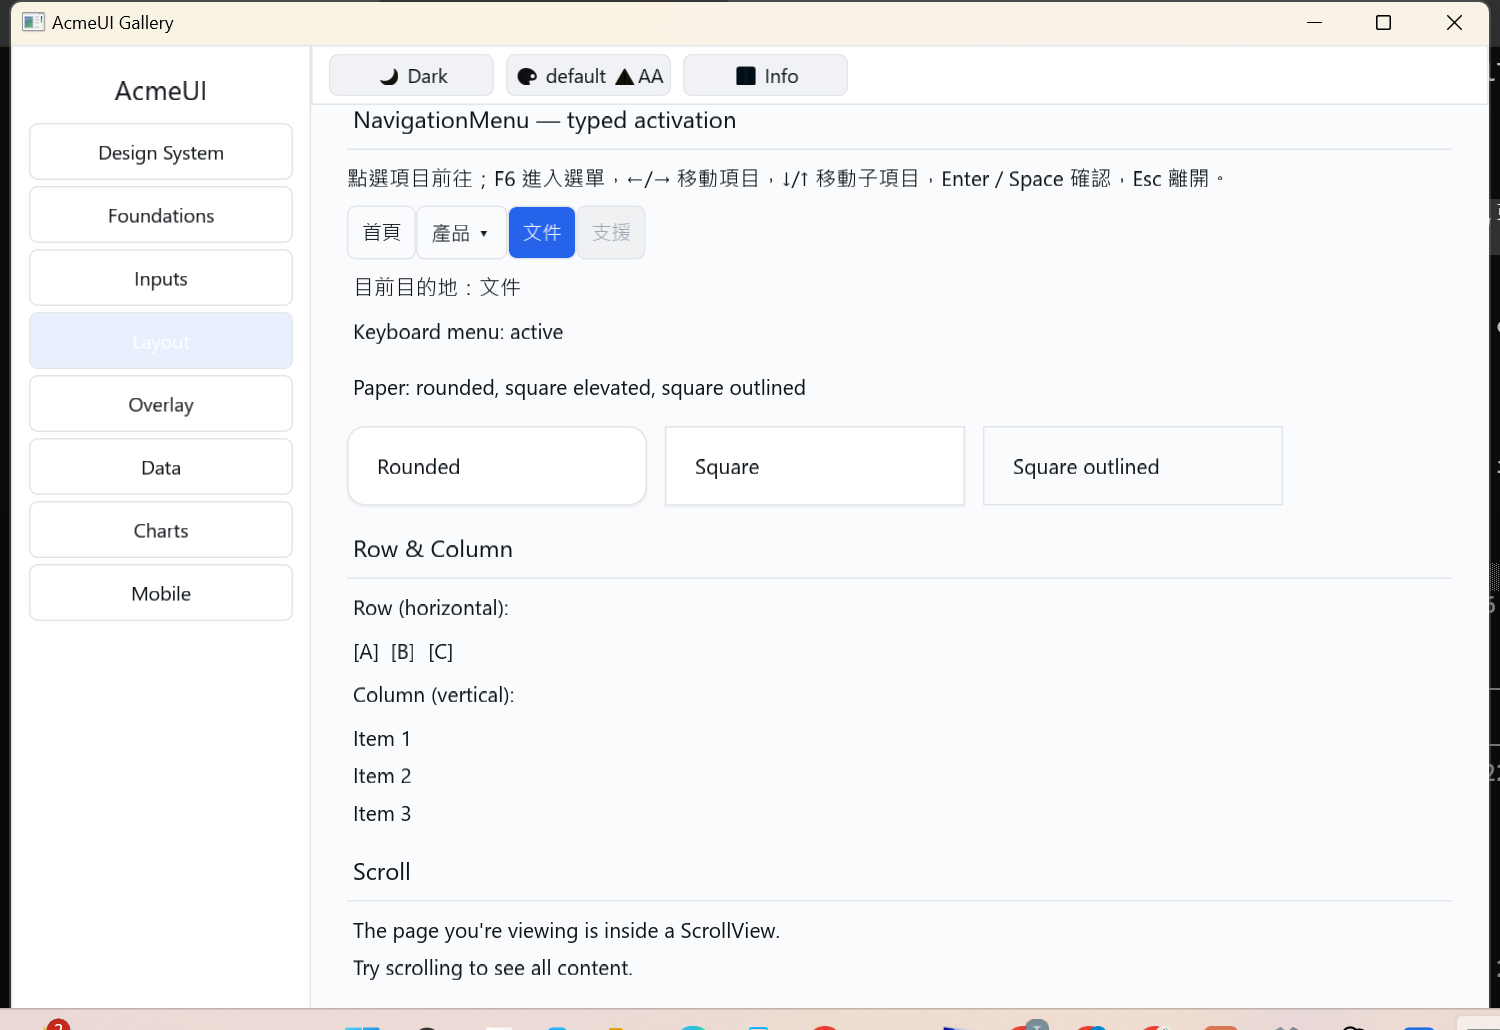 AcmeUI Gallery
AcmeUI
Design System
Foundations
Inputs
Layout
Overlay
Data
Charts
Mobile
Dark
default ▲ AA
Info
NavigationMenu — typed activation
點選項目前往；F6 進入選單，←/→ 移動項目，↓/↑ 移動子項目，Enter / Space 確認，Esc 離開。
首頁
產品 ▾
文件
支援
目前目的地：文件
Keyboard menu: active
Paper: rounded, square elevated, square outlined
Rounded
Square
Square outlined
Row & Column
Row (horizontal):
[A] [B] [C]
Column (vertical):
Item 1
Item 2
Item 3
Scroll
The page you're viewing is inside a ScrollView.
Try scrolling to see all content.
2